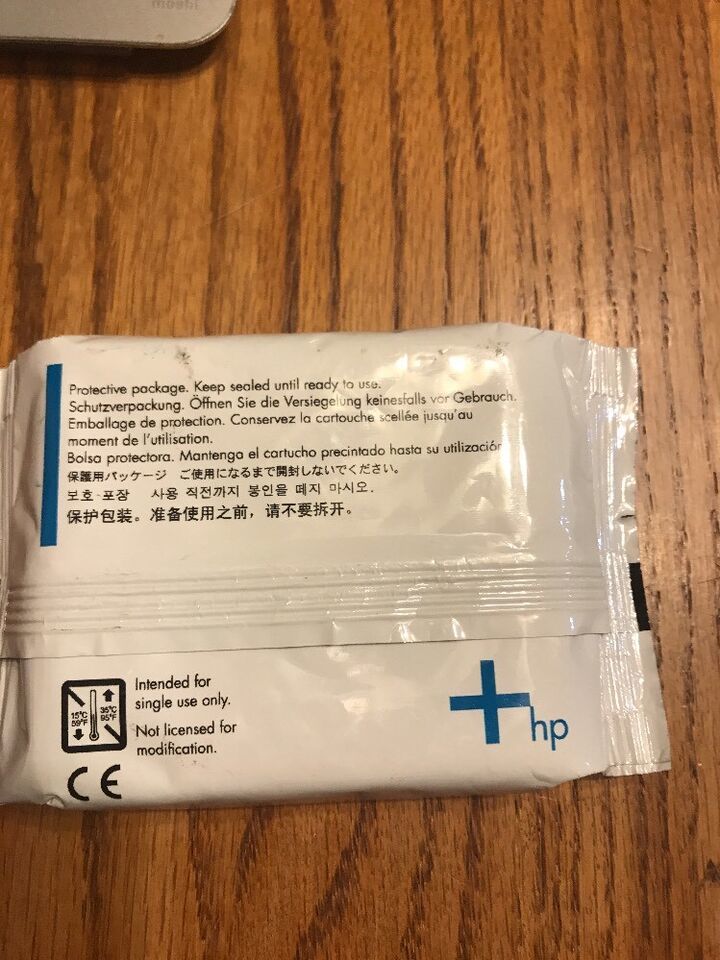 Protective package. Keep sealed until ready to use.
Schutzverpackung. Öffnen Sie die Versiegelung keinesfalls vor Gebrauch.
Emballage de protection. Conservez la cartouche scellée jusqu'au
moment de l'utilisation.
Bolsa protectora. Mantenga el cartucho precintado hasta su utilización
保護用パッケージ ご使用になるまで開封しないでください。
보호 포장 사용 직전까지 봉인을 떼지 마시오.
保护包装。准备使用之前，请不要拆开。
Intended for
single use only.
15°C 59°F
35°C 95°F
Not licensed for
modification.
CE
hp